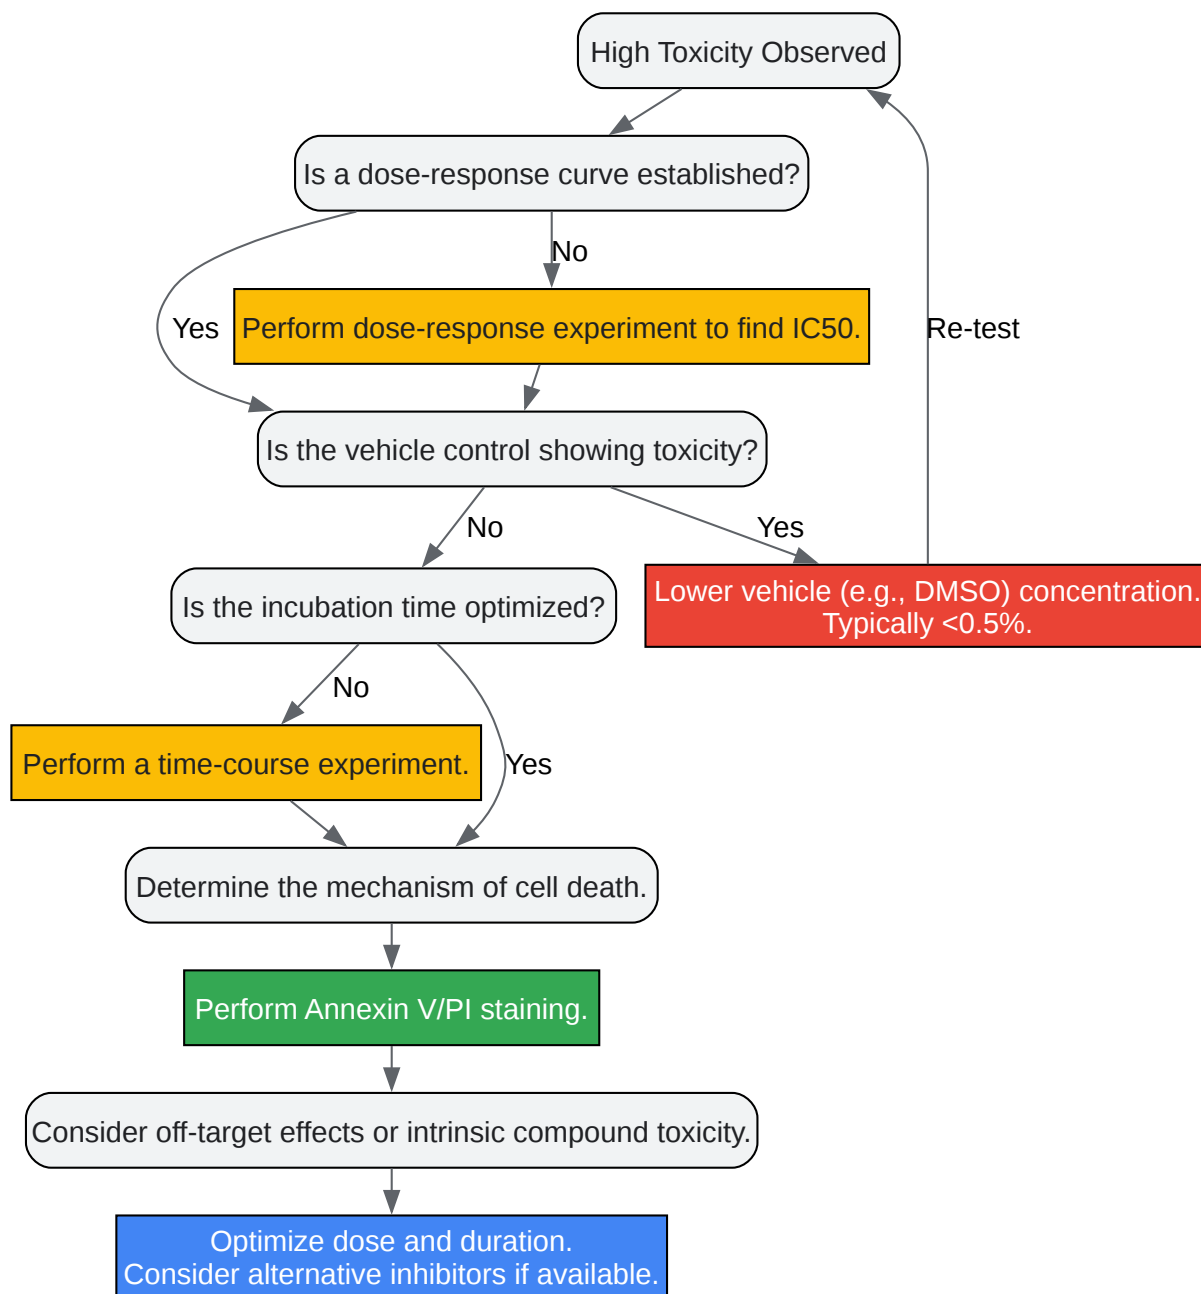 High Toxicity Observed
Is a dose-response curve established?
No
Yes
Perform dose-response experiment to find IC50.
Re-test
Is the vehicle control showing toxicity?
No
Yes
Lower vehicle (e.g., DMSO) concentration.
Typically <0.5%.
Is the incubation time optimized?
No
Perform a time-course experiment.
Yes
Determine the mechanism of cell death.
Perform Annexin V/PI staining.
Consider off-target effects or intrinsic compound toxicity.
Optimize dose and duration.
Consider alternative inhibitors if available.